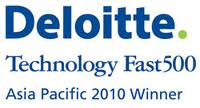 Deloitte.
Technology Fast500
Asia Pacific 2010 Winner